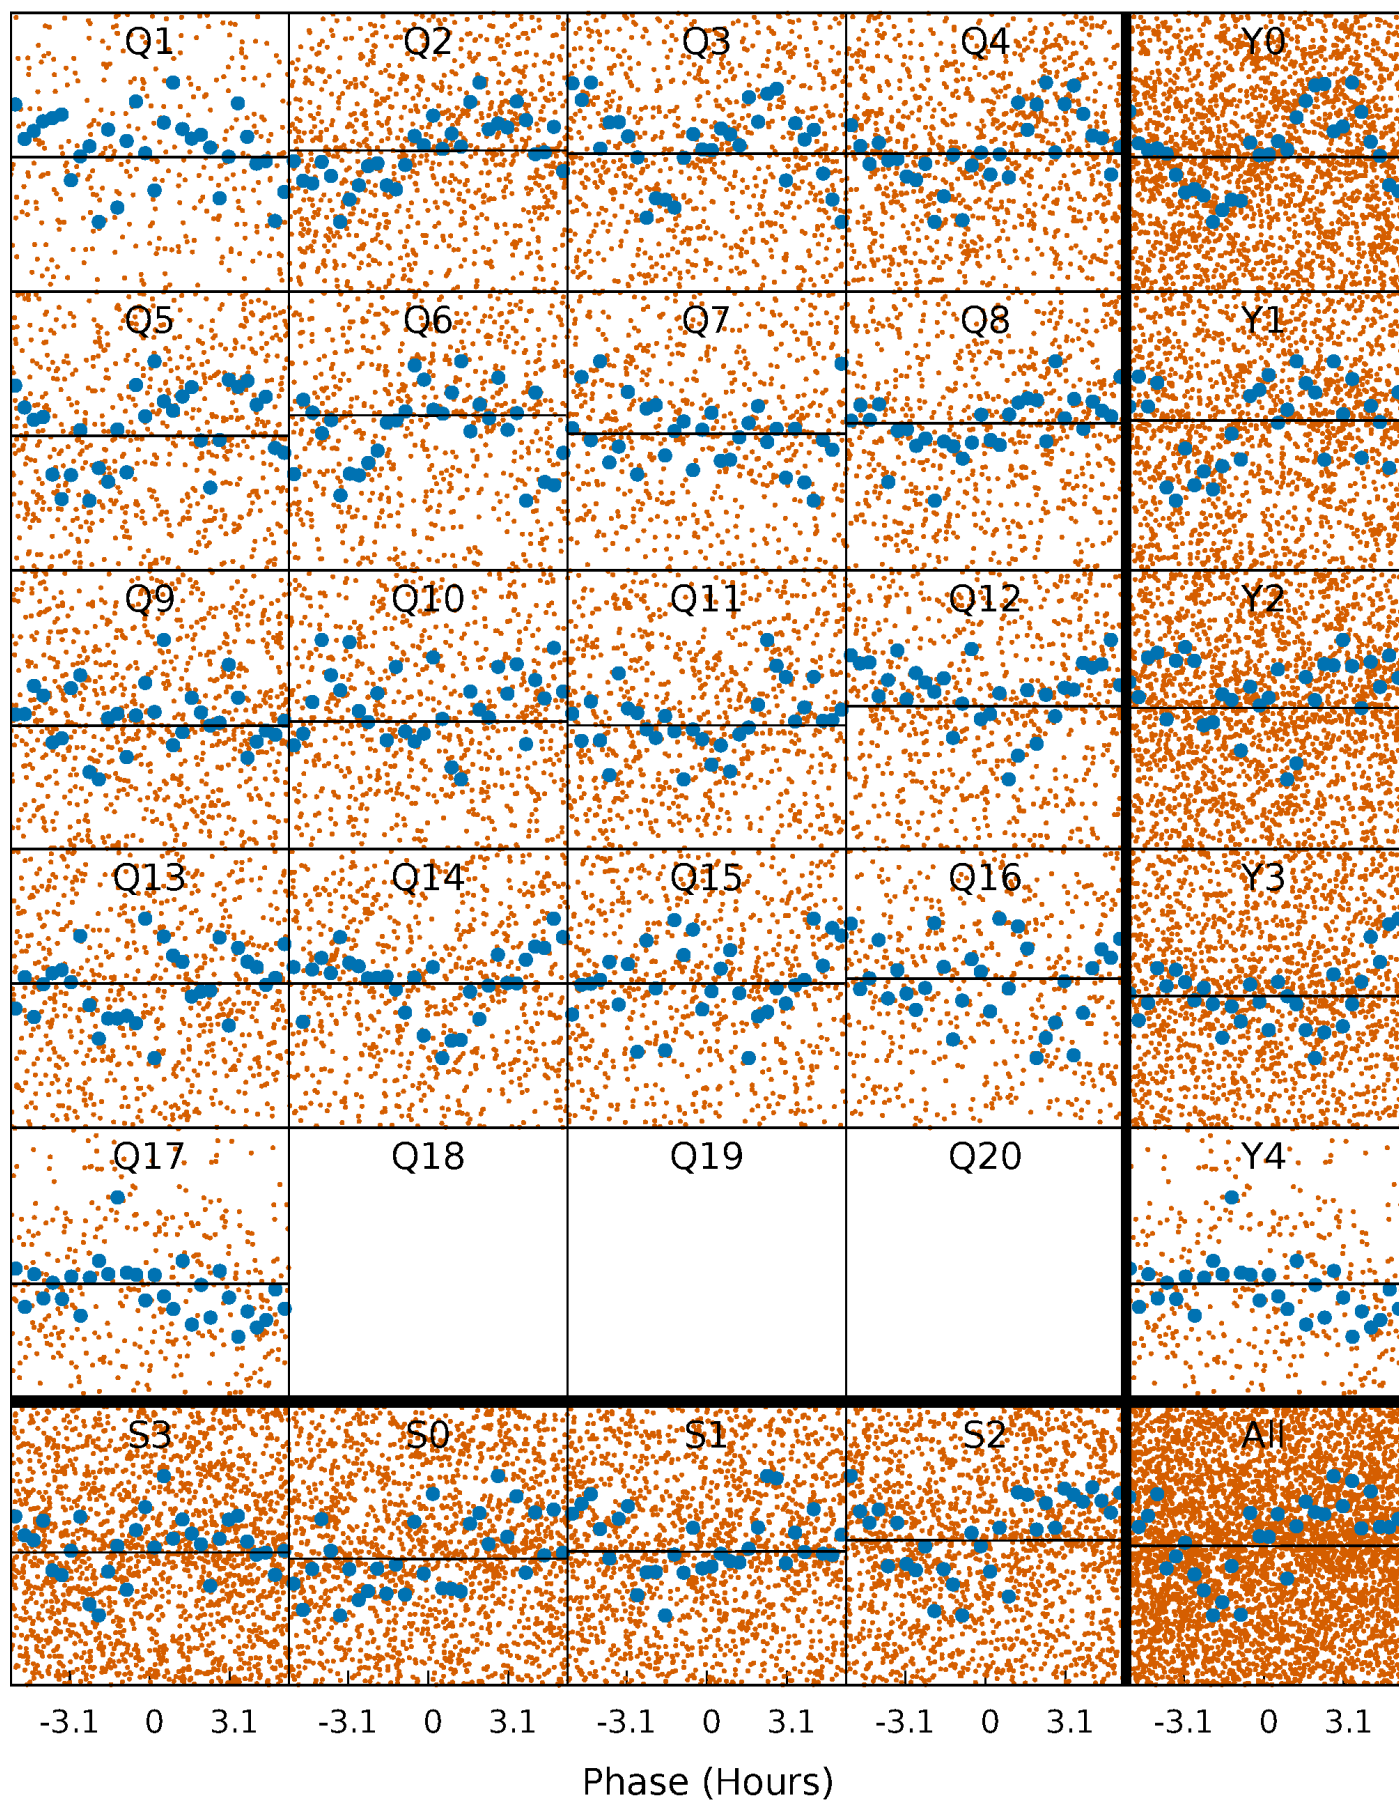 Q1 Q2 Q3 Q4 Y0
Q5 Q6 Q7 Q8 Y1
Q9 Q10 Q11 Q12 Y2
Q13 Q14 Q15 Q16 Y3
Q17 Q18 Q19 Q20 Y4
S3 S0 S1 S2 All
-3.1 0 3.1 -3.1 0 3.1 -3.1 0 3.1 -3.1 0 3.1 -3.1 0 3.1
Phase (Hours)